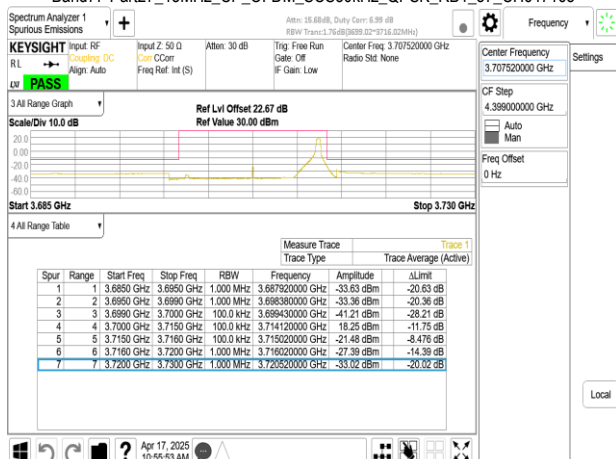 Spectrum Analyzer 1
Spurious Emissions
Attn: 15.68dB, Duty Corr: 6.99 dB
RBW Trans:1.76dB(3699.02~3716.02MHz)
Frequency
KEYSIGHT Input: RF
Coupling: DC
Align: Auto
Input Z: 50 Ω
Corr CCorr
Freq Ref: Int (S)
Atten: 30 dB
Trig: Free Run
Gate: Off
IF Gain: Low
Center Freq: 3.707520000 GHz
Radio Std: None
RL
LXI PASS
Center Frequency
3.707520000 GHz
Settings
CF Step
4.399000000 GHz
Auto
Man
Freq Offset
0 Hz
3 All Range Graph
Ref Lvl Offset 22.67 dB
Scale/Div 10.0 dB
Ref Value 30.00 dBm
20.0
0.00
-20.0
-40.0
-60.0
Start 3.685 GHz
Stop 3.730 GHz
4 All Range Table
Measure Trace Trace 1
Trace Type Trace Average (Active)
Spur Range Start Freq Stop Freq RBW Frequency Amplitude ΔLimit
1 1 3.6850 GHz 3.6950 GHz 1.000 MHz 3.687920000 GHz -33.63 dBm -20.63 dB
2 2 3.6950 GHz 3.6990 GHz 1.000 MHz 3.698380000 GHz -33.36 dBm -20.36 dB
3 3 3.6990 GHz 3.7000 GHz 100.0 kHz 3.699430000 GHz -41.21 dBm -28.21 dB
4 4 3.7000 GHz 3.7150 GHz 100.0 kHz 3.714120000 GHz 18.25 dBm -11.75 dB
5 5 3.7150 GHz 3.7160 GHz 100.0 kHz 3.715020000 GHz -21.48 dBm -8.476 dB
6 6 3.7160 GHz 3.7200 GHz 1.000 MHz 3.716020000 GHz -27.39 dBm -14.39 dB
7 7 3.7200 GHz 3.7300 GHz 1.000 MHz 3.720520000 GHz -33.02 dBm -20.02 dB
Local
Apr 17, 2025
10:55:53 AM